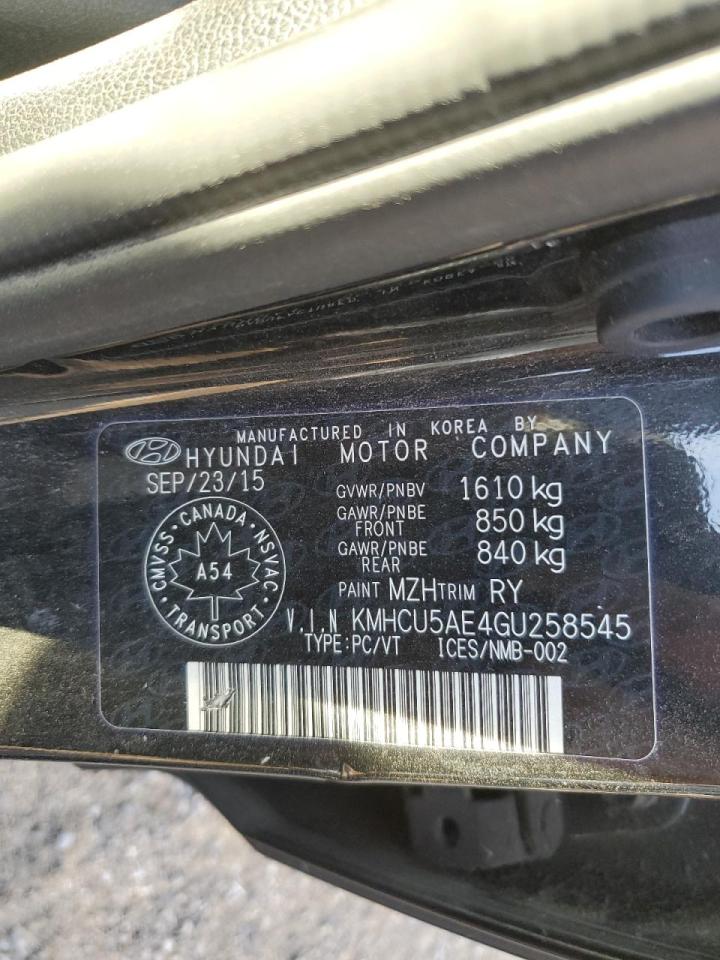 MANUFACTURED IN KOREA BY
HYUNDAI MOTOR COMPANY
SEP/23/15
GVWR/PNBV 1610 kg
GAWR/PNBE FRONT 850 kg
GAWR/PNBE REAR 840 kg
CANADA
CMVSS · NSVAC
A54
TRANSPORT
PAINT MZH TRIM RY
V.I.N KMHCU5AE4GU258545
TYPE:PC/VT ICES/NMB-002